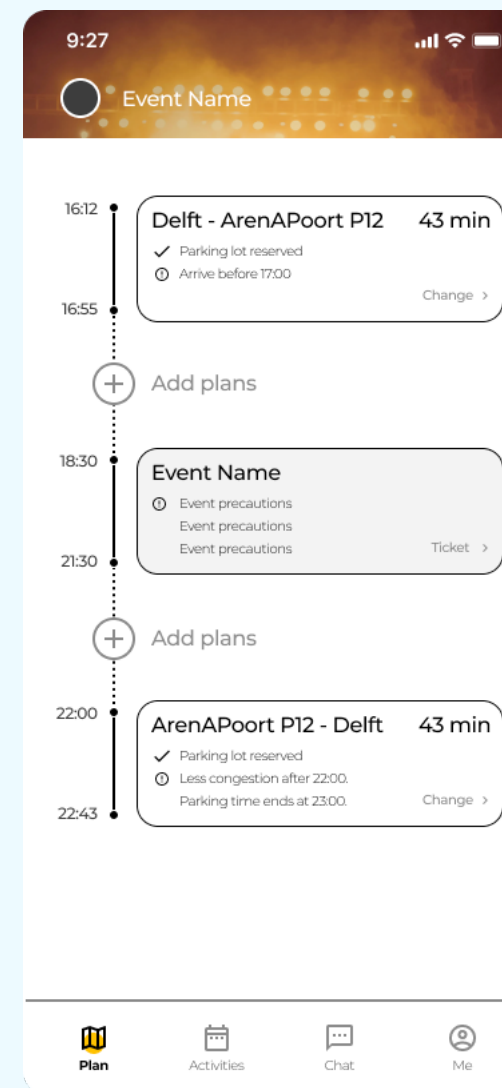 9:27
Event Name
16:12
Delft - ArenAPoort P12 43 min
Parking lot reserved
Arrive before 17:00
Change >
16:55
Add plans
18:30
Event Name
Event precautions
Event precautions
Event precautions
Ticket >
21:30
Add plans
22:00
ArenAPoort P12 - Delft 43 min
Parking lot reserved
Less congestion after 22:00.
Parking time ends at 23:00.
Change >
22:43
Plan Activities Chat Me